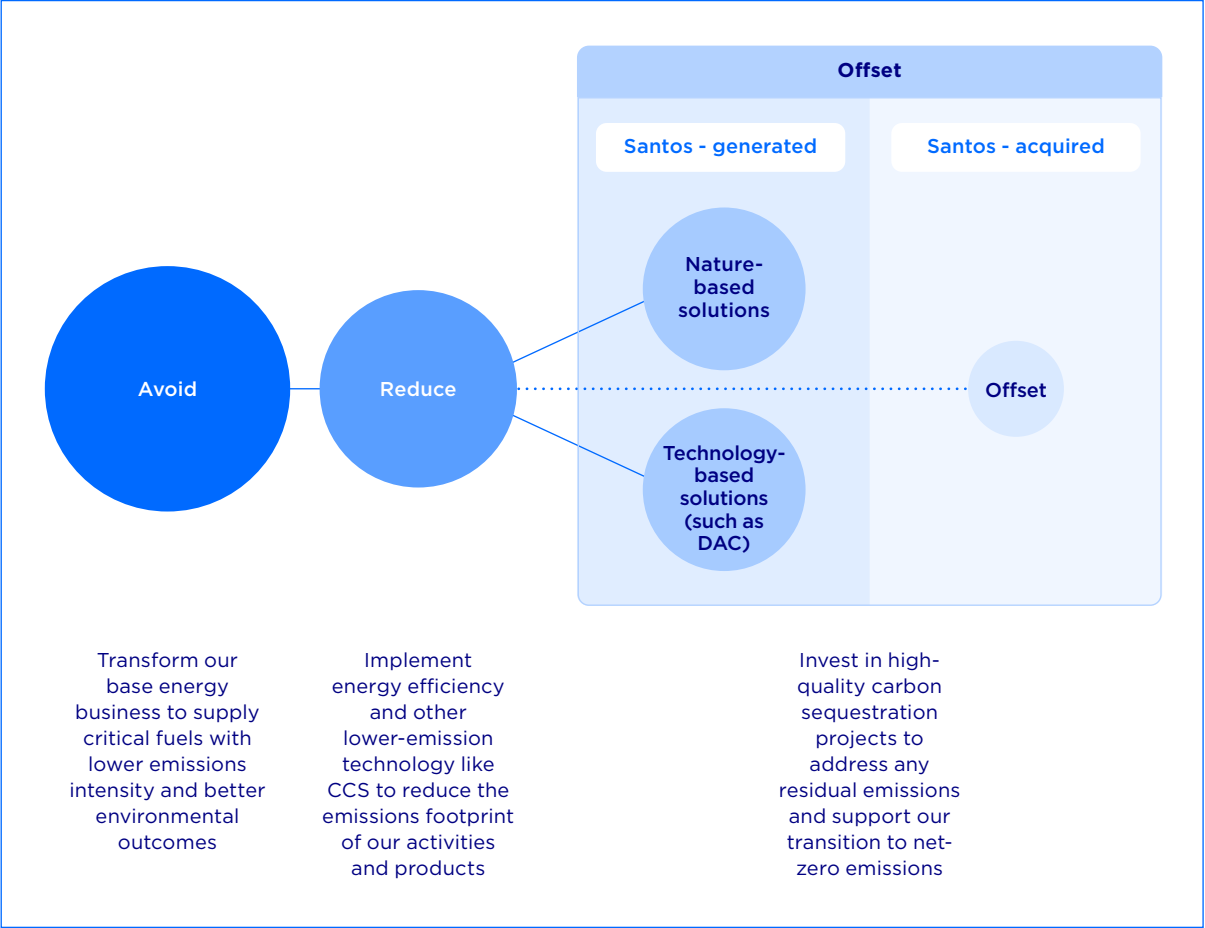 Offset
Santos - generated
Santos - acquired
Nature-
based
solutions
Avoid
Reduce
Offset
Technology-
based
solutions
(such as
DAC)
Transform our
base energy
business to supply
critical fuels with
lower emissions
intensity and better
environmental
outcomes
Implement
energy efficiency
and other
lower-emission
technology like
CCS to reduce the
emissions footprint
of our activities
and products
Invest in high-
quality carbon
sequestration
projects to
address any
residual emissions
and support our
transition to net-
zero emissions